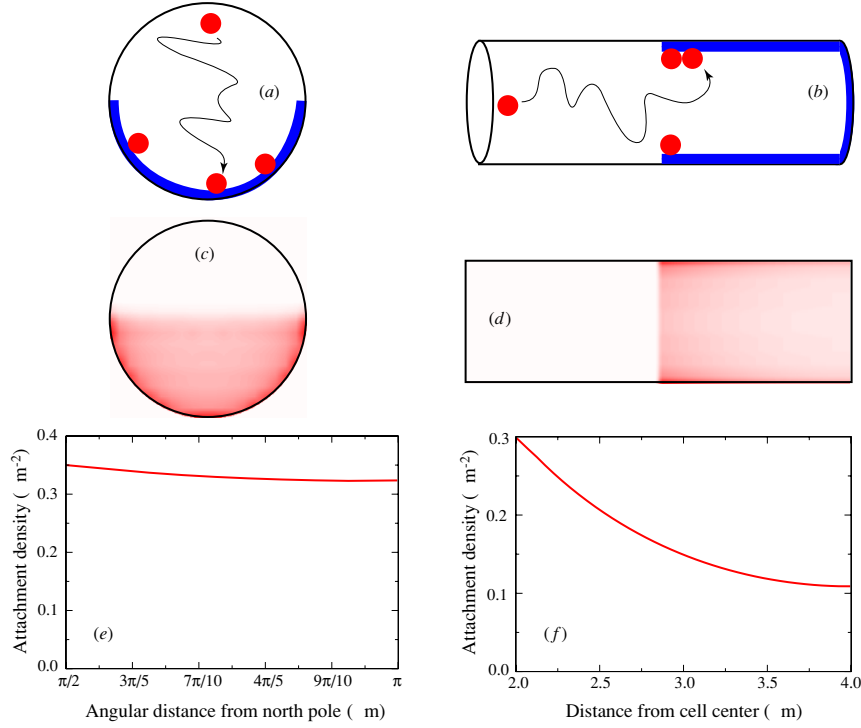 (a)
(b)
(c)
(d)
Attachment density ( m-2)
0.4
0.3
0.2
0.1
0.0
(e)
π/2 3π/5 7π/10 4π/5 9π/10 π
Angular distance from north pole ( m)
Attachment density ( m-2)
0.3
0.2
0.1
0.0
(f)
2.0 2.5 3.0 3.5 4.0
Distance from cell center ( m)